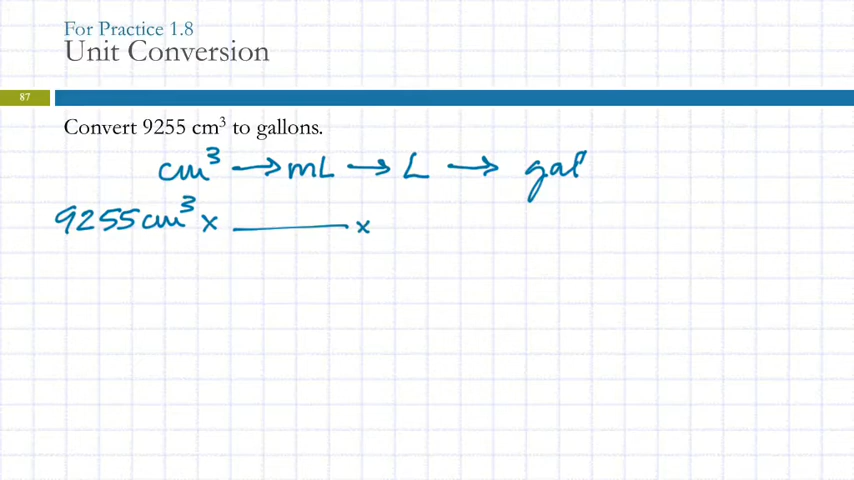 For Practice 1.8
Unit Conversion
87
Convert 9255 cm³ to gallons.
cm³ → mL → L → gal
9255 cm³ x ______ x